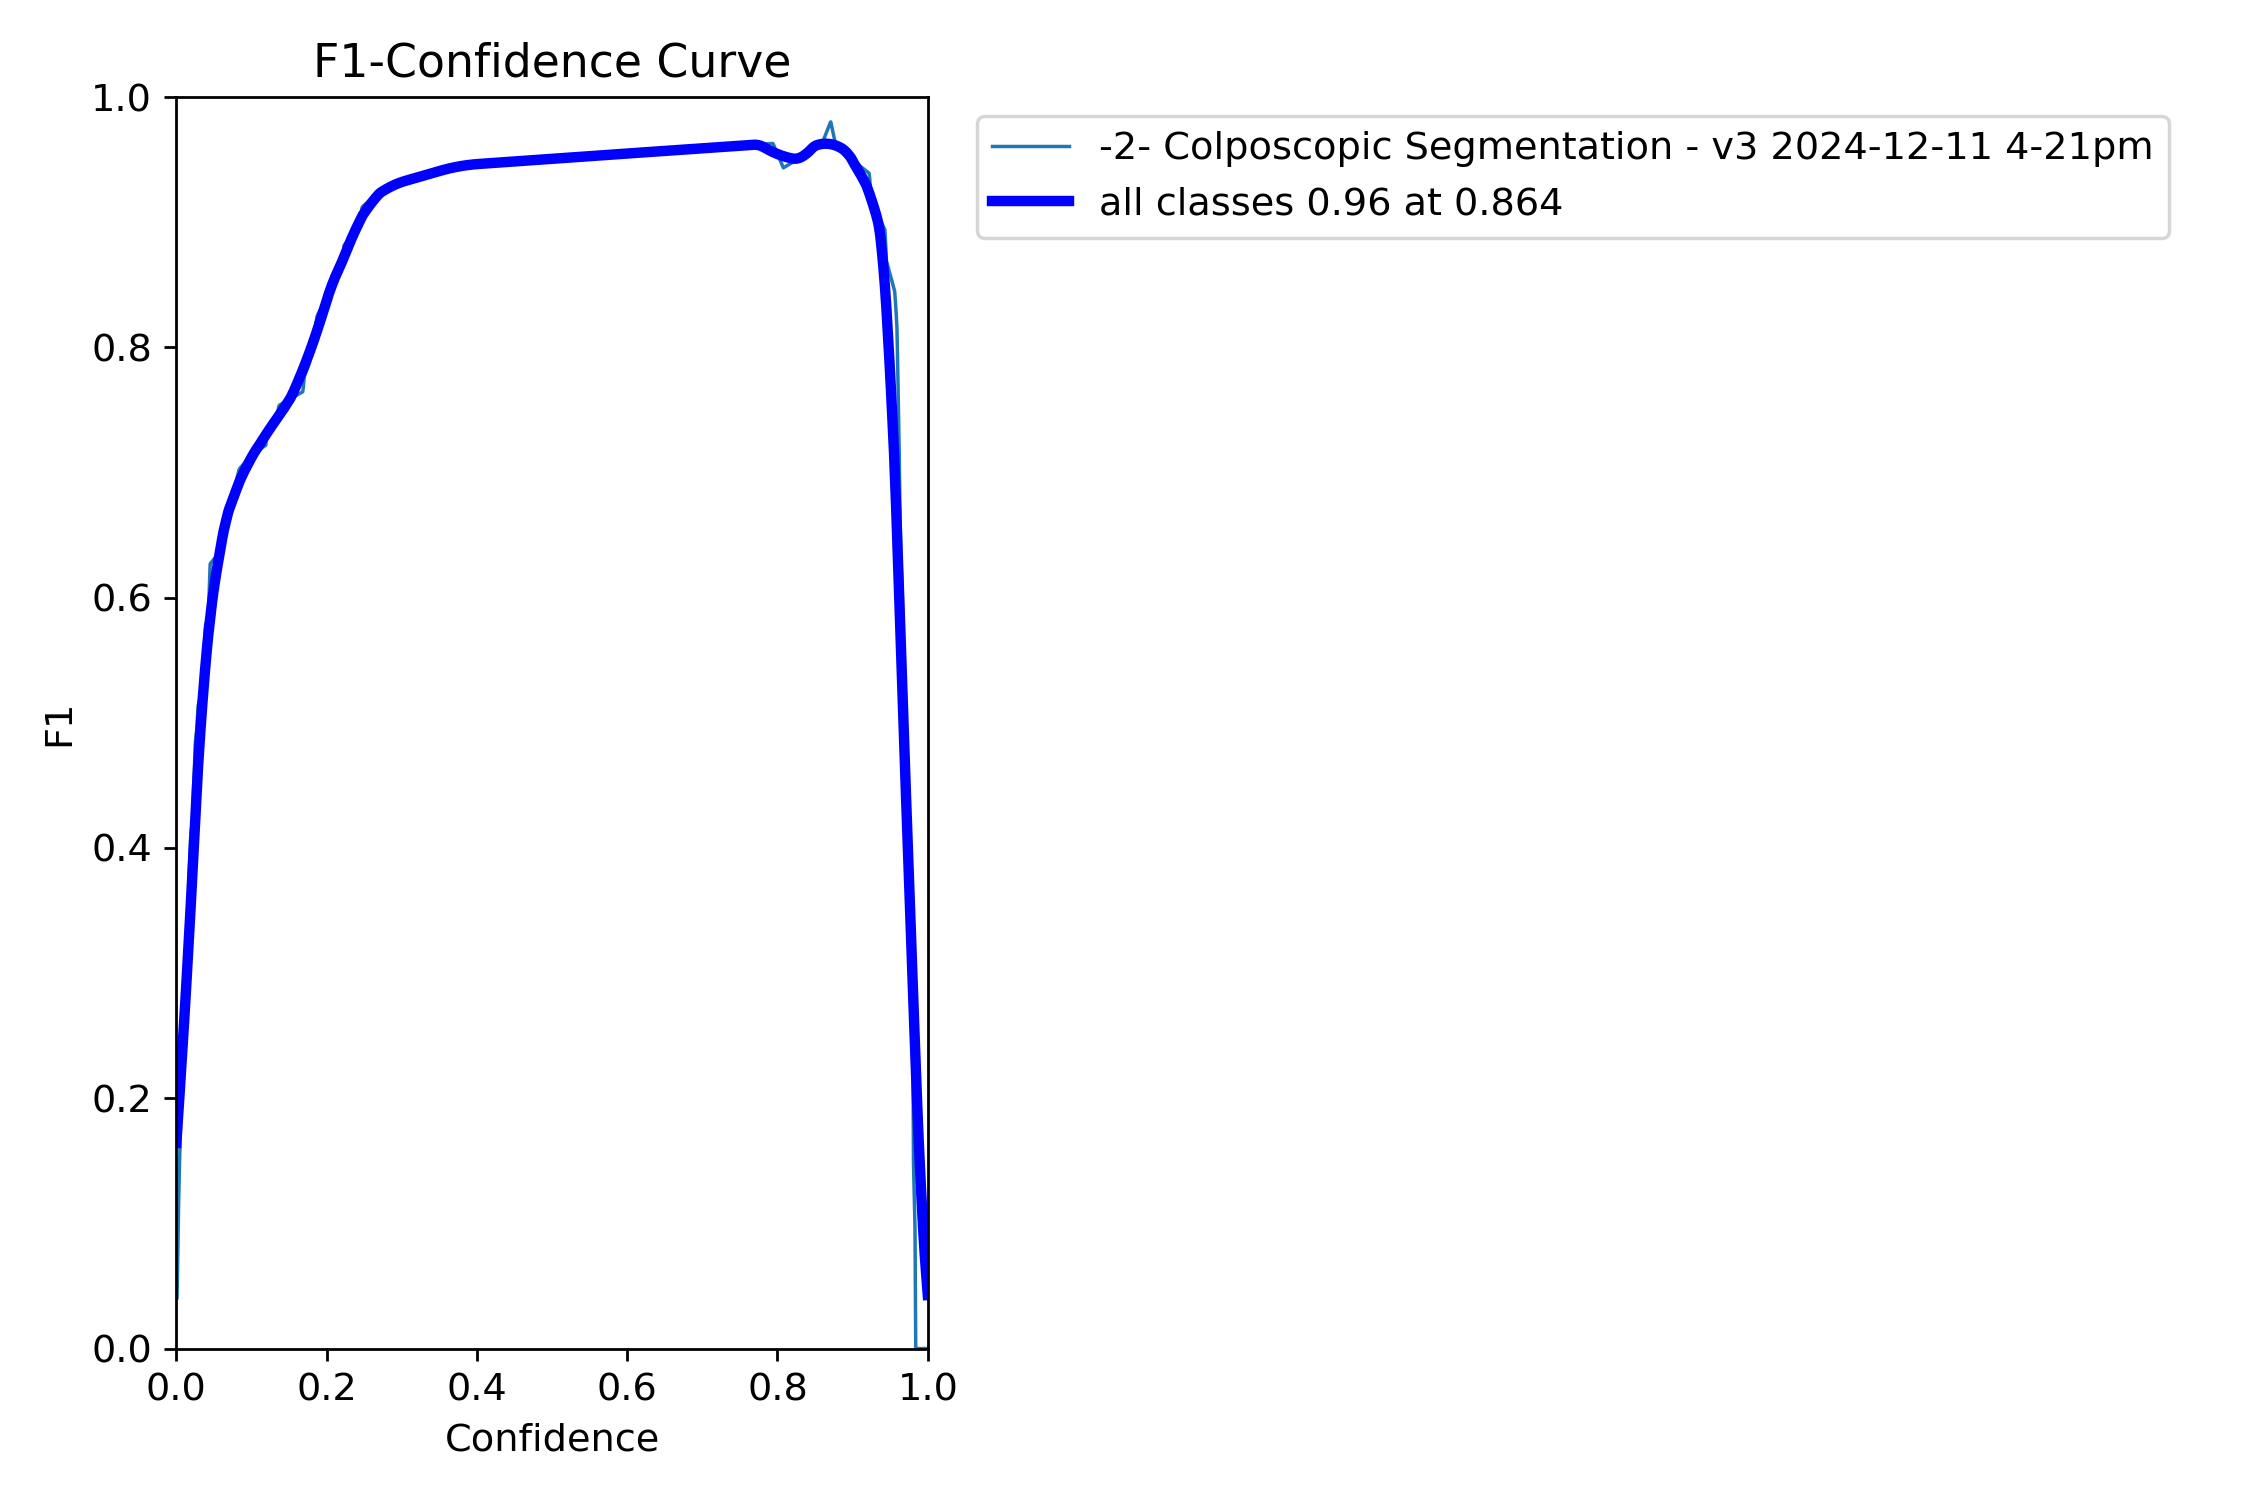 F1-Confidence Curve
-2- Colposcopic Segmentation - v3 2024-12-11 4-21pm
all classes 0.96 at 0.864
1.0
0.8
0.6
0.4
0.2
0.0
F1
0.0 0.2 0.4 0.6 0.8 1.0
Confidence